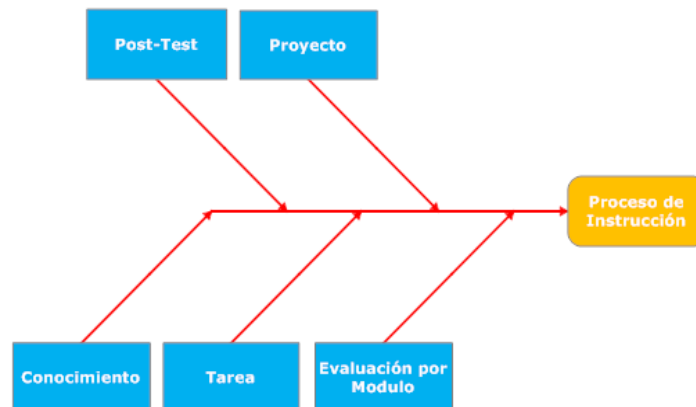 Post-Test
Proyecto
Proceso de
Instrucción
Conocimiento
Tarea
Evaluación por
Modulo